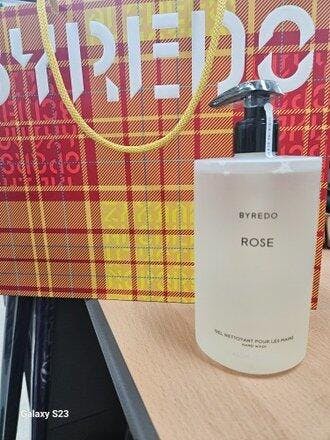 BYREDO
BYREDO
ROSE
GEL NETTOYANT POUR LES MAINS
HAND WASH
Galaxy S23